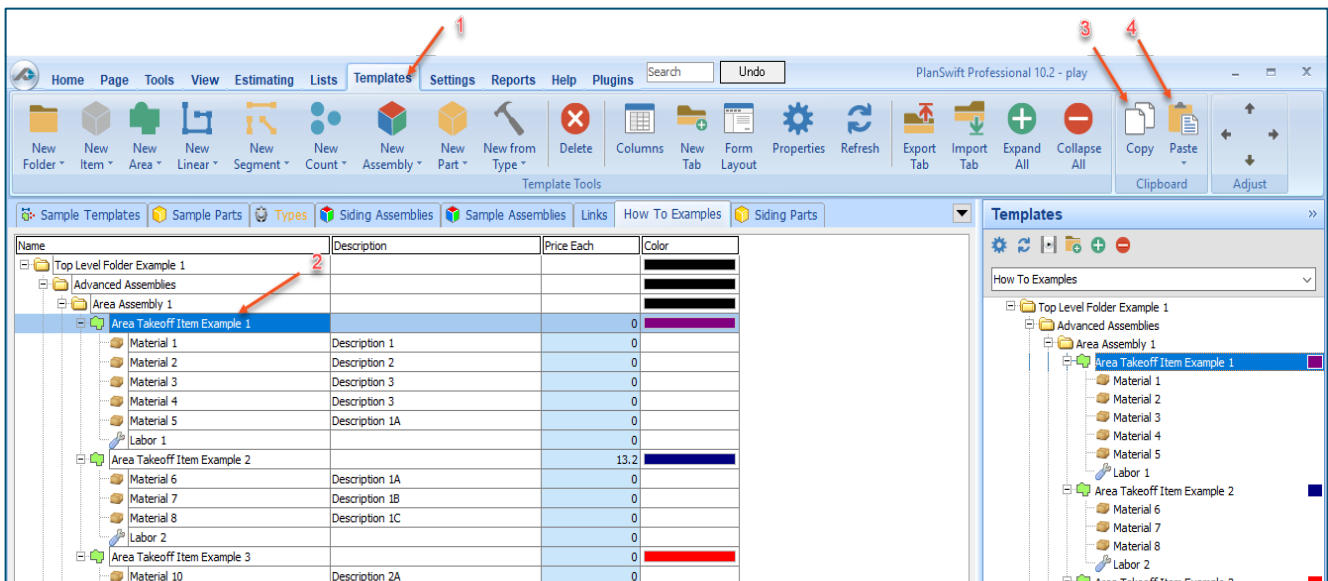 1
3
4
Home Page Tools View Estimating Lists Templates Settings Reports Help Plugins Search Undo PlanSwift Professional 10.2 - play
New Folder
New Item
New Area
New Linear
New Segment
New Count
New Assembly
New Part
New from Type
Delete
Columns
New Tab
Form Layout
Properties
Refresh
Export Tab
Import Tab
Expand All
Collapse All
Copy
Paste
Template Tools
Clipboard
Adjust
Sample Templates Sample Parts Types Siding Assemblies Sample Assemblies Links How To Examples Siding Parts
Name Description Price Each Color
2
Top Level Folder Example 1
Advanced Assemblies
Area Assembly 1
Area Takeoff Item Example 1 0
Material 1 Description 1 0
Material 2 Description 2 0
Material 3 Description 3 0
Material 4 Description 3 0
Material 5 Description 1A 0
Labor 1 0
Area Takeoff Item Example 2 13.2
Material 6 Description 1A 0
Material 7 Description 1B 0
Material 8 Description 1C 0
Labor 2 0
Area Takeoff Item Example 3 0
Material 10 Description 2A 0
Templates
How To Examples
Top Level Folder Example 1
Advanced Assemblies
Area Assembly 1
Area Takeoff Item Example 1
Material 1
Material 2
Material 3
Material 4
Material 5
Labor 1
Area Takeoff Item Example 2
Material 6
Material 7
Material 8
Labor 2
Area Takeoff Item Example 3